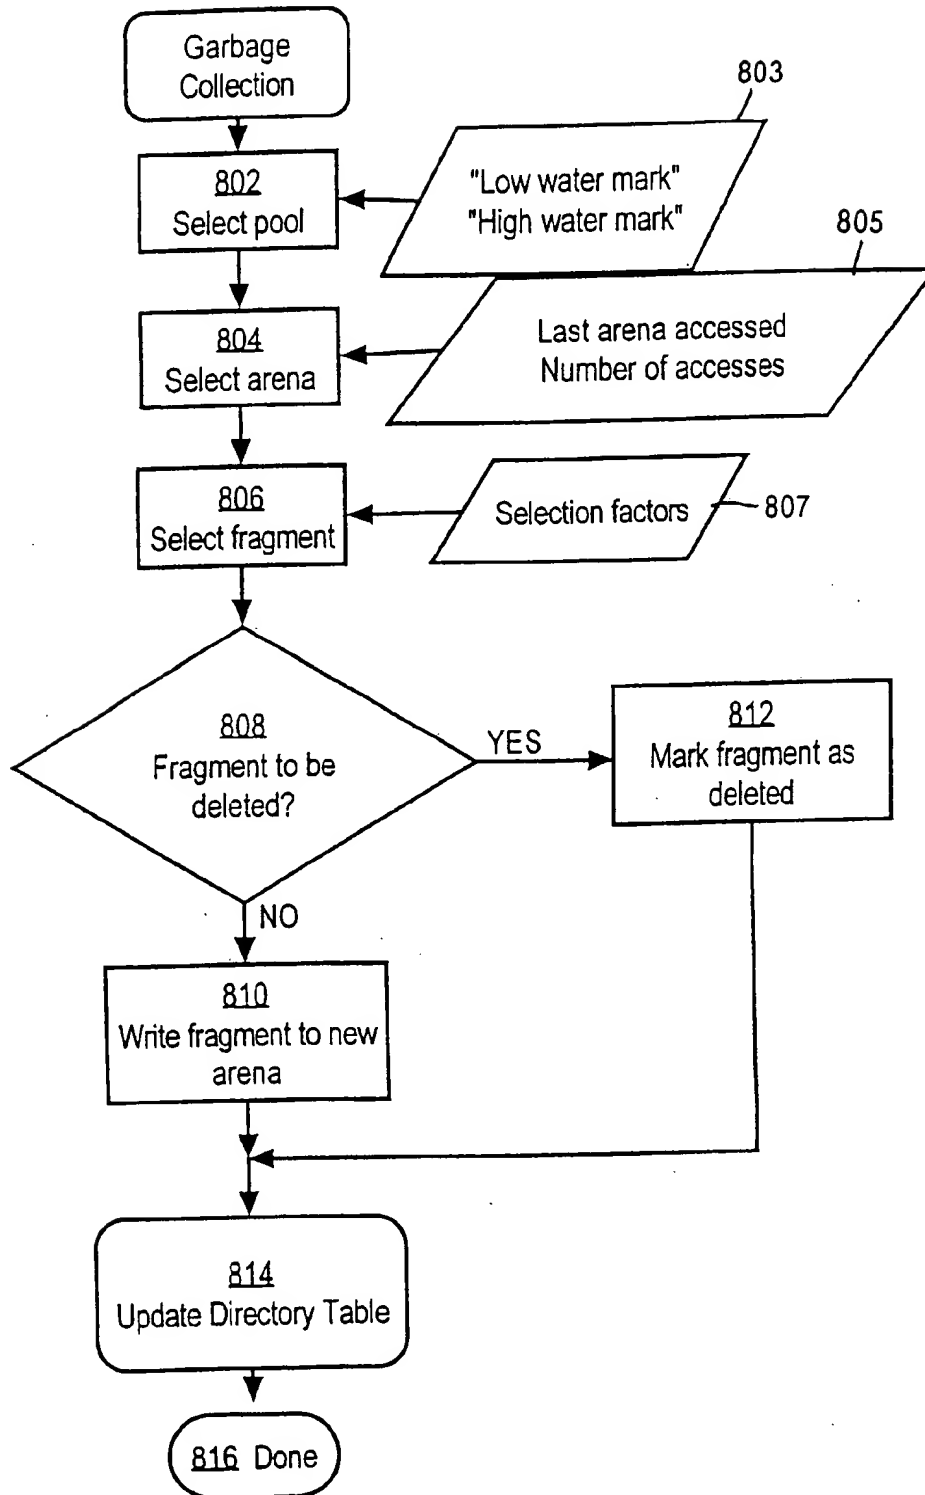 Garbage
Collection
803
802
Select pool
"Low water mark"
"High water mark"
805
804
Select arena
Last arena accessed
Number of accesses
806
Select fragment
Selection factors
807
808
Fragment to be
deleted?
YES
812
Mark fragment as
deleted
NO
810
Write fragment to new
arena
814
Update Directory Table
816 Done